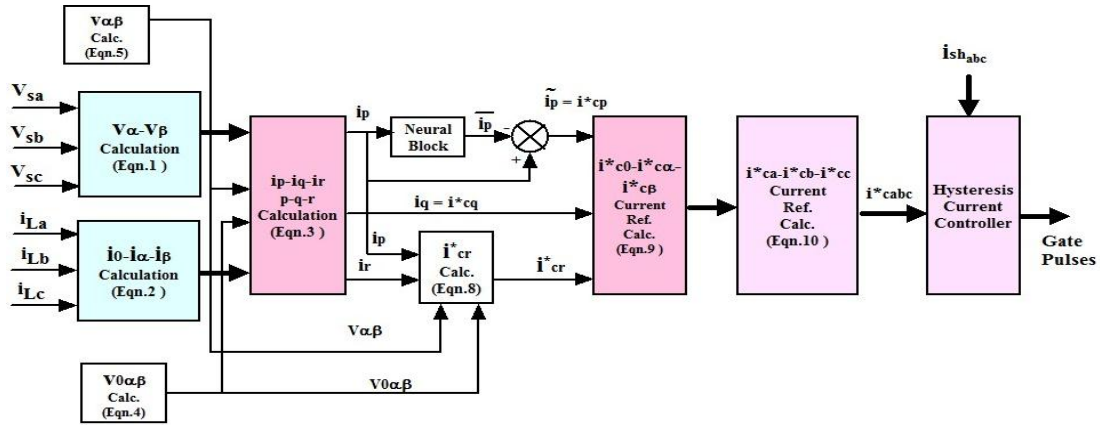 Vαβ
Calc.
(Eqn.5)
Vsa
Vsb
Vsc
Vα-Vβ
Calculation
(Eqn.1 )
iLa
iLb
iLc
i0-iα-iβ
Calculation
(Eqn.2 )
V0αβ
Calc.
(Eqn.4)
ip-iq-ir
p-q-r
Calculation
(Eqn.3 )
ip
Neural
Block
ip
-
+
ĩp = i*cp
iq = i*cq
ip
ir
i*cr
Calc.
(Eqn.8)
i*cr
Vαβ
V0αβ
i*c0-i*cα-
i*cβ
Current
Ref.
Calc.
(Eqn.9 )
i*ca-i*cb-i*cc
Current
Ref.
Calc.
(Eqn.10 )
i*cabc
ishabc
Hysteresis
Current
Controller
Gate
Pulses